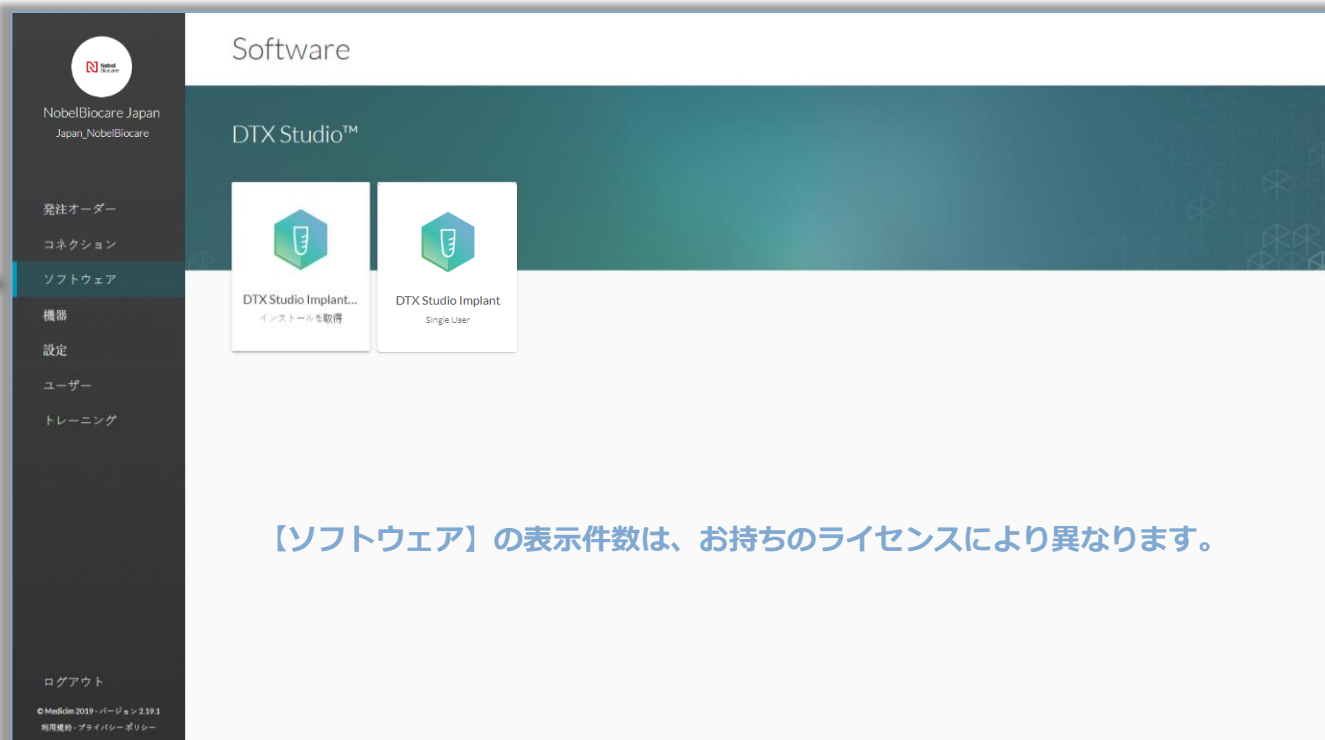 Software
Nobel
Biocare
NobelBiocare Japan
Japan_NobelBiocare
DTX Studio™
発注オーダー
コネクション
ソフトウェア
機器
設定
ユーザー
トレーニング
DTX Studio Implant...
インストールを取得
DTX Studio Implant
Single User
【ソフトウェア】の表示件数は、お持ちのライセンスにより異なります。
ログアウト
© Medicim 2019 - バージョン 2.19.1
利用規約 - プライバシーポリシー